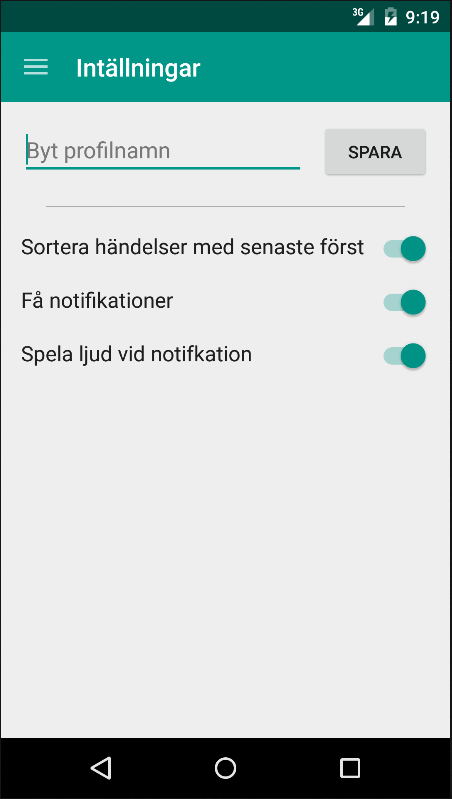 3G 9:19
Intällningar
Byt profilnamn SPARA
Sortera händelser med senaste först
Få notifikationer
Spela ljud vid notifkation